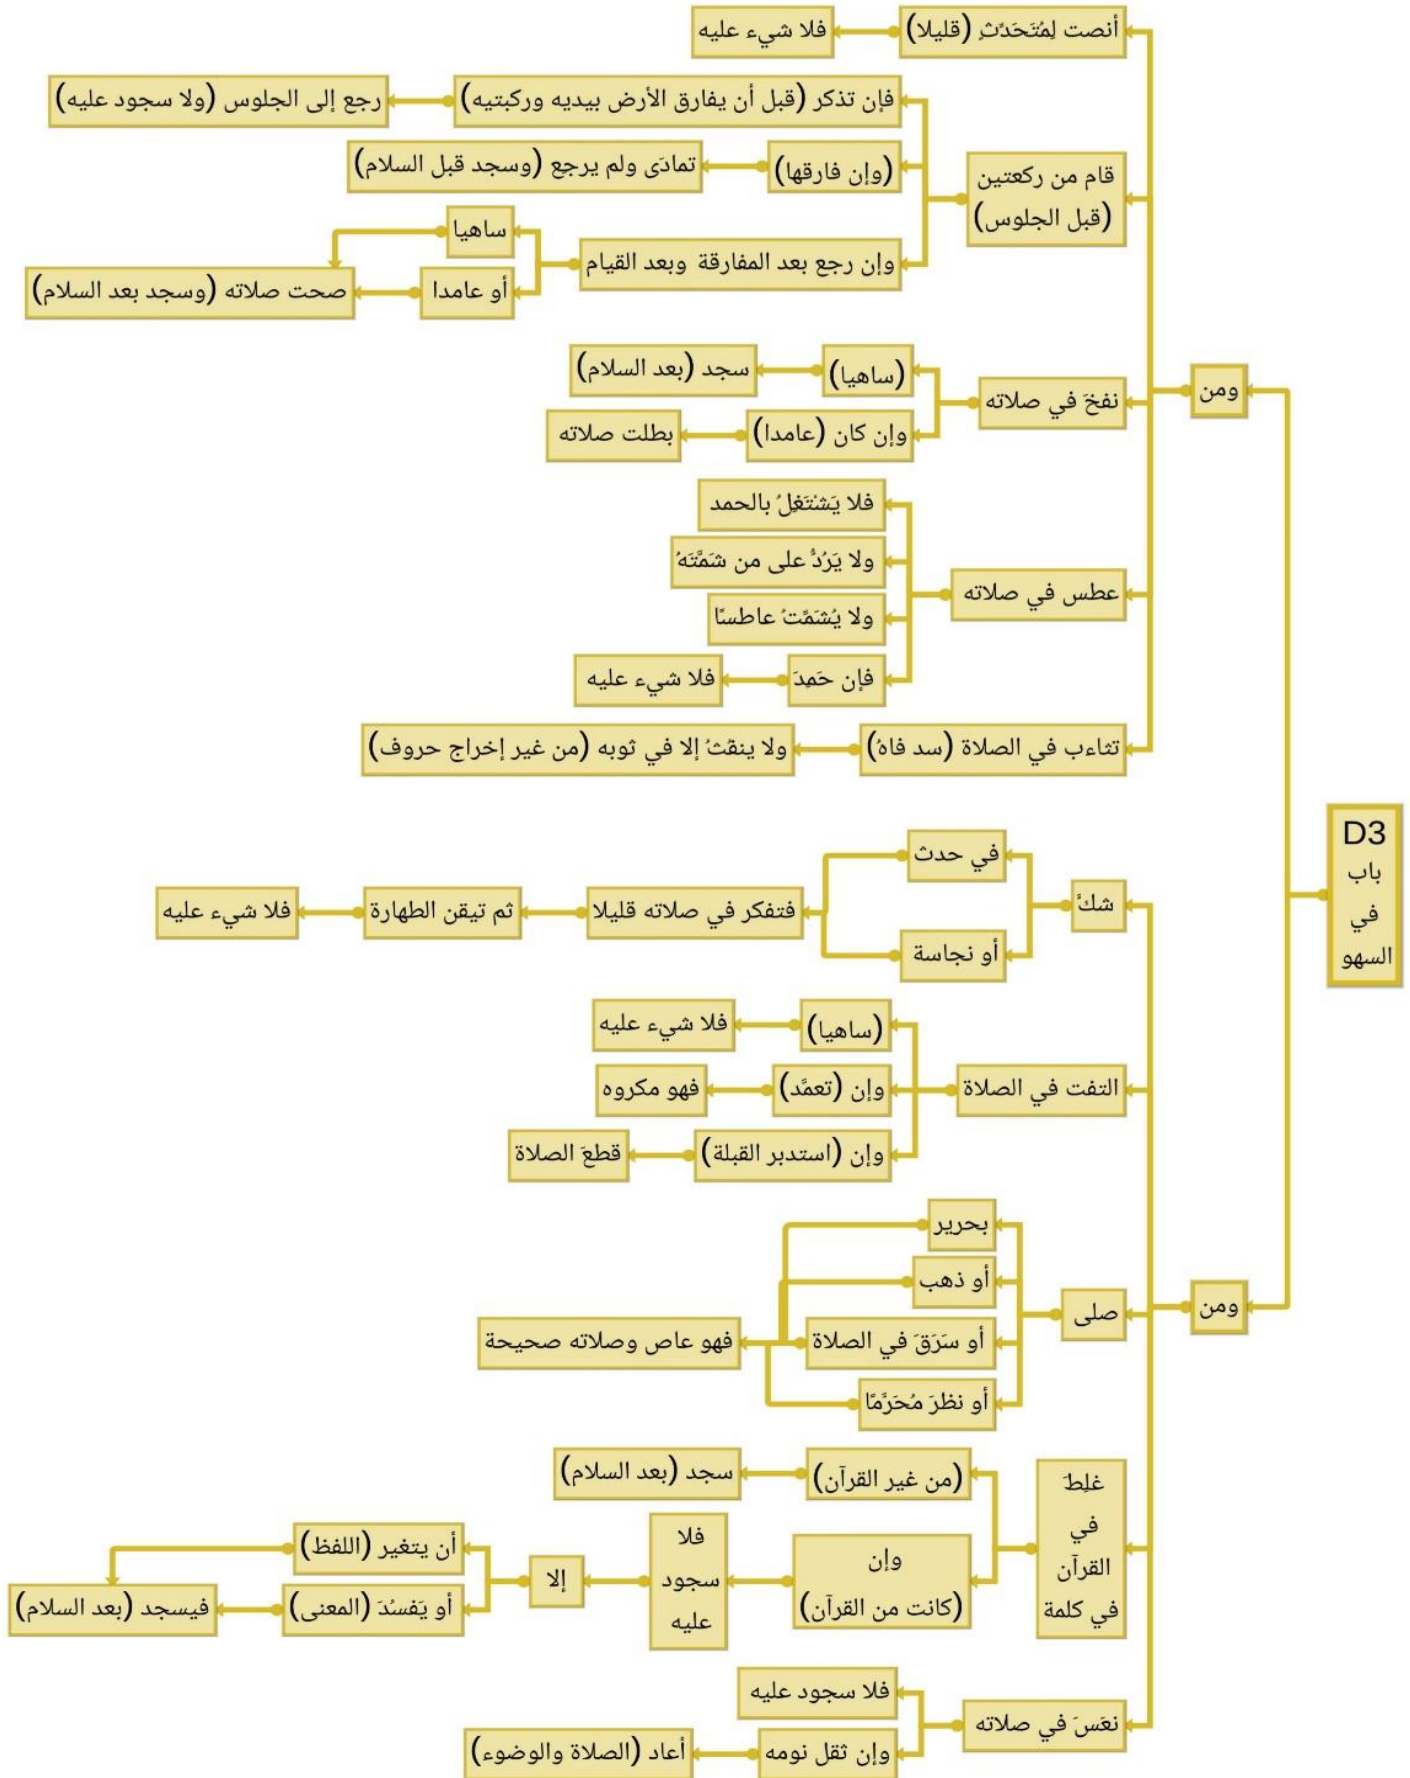 D3
باب
في
السهو
ومن
أنصت لِمُتَحَدِّثٍ (قليلا)
فلا شيء عليه
قام من ركعتين
(قبل الجلوس)
فإن تذكر (قبل أن يفارق الأرض بيديه وركبتيه)
رجع إلى الجلوس (ولا سجود عليه)
(وإن فارقها)
تمادَى ولم يرجع (وسجد قبل السلام)
وإن رجع بعد المفارقة وبعد القيام
ساهيا
أو عامدا
صحت صلاته (وسجد بعد السلام)
نفخَ في صلاته
(ساهيا)
سجد (بعد السلام)
وإن كان (عامدا)
بطلت صلاته
عطس في صلاته
فلا يَشْتَغِلُ بالحمد
ولا يَرُدُّ على من شَمَّتَهُ
ولا يُشَمِّتُ عاطسًا
فإن حَمِدَ
فلا شيء عليه
تثاءب في الصلاة (سد فاهُ)
ولا ينفُثُ إلا في ثوبه (من غير إخراج حروف)
ومن
شكَّ
في حدث
أو نجاسة
فتفكر في صلاته قليلا
ثم تيقن الطهارة
فلا شيء عليه
التفت في الصلاة
(ساهيا)
فلا شيء عليه
وإن (تعمَّد)
فهو مكروه
وإن (استدبر القبلة)
قطعَ الصلاة
صلى
بحرير
أو ذهب
أو سَرَقَ في الصلاة
أو نظرَ مُحَرَّمًا
فهو عاص وصلاته صحيحة
غلِطَ
في
القرآن
في كلمة
(من غير القرآن)
سجد (بعد السلام)
وإن
(كانت من القرآن)
فلا
سجود
عليه
إلا
أن يتغير (اللفظ)
أو يَفسُدَ (المعنى)
فيسجد (بعد السلام)
نعَسَ في صلاته
فلا سجود عليه
وإن ثقل نومه
أعاد (الصلاة والوضوء)